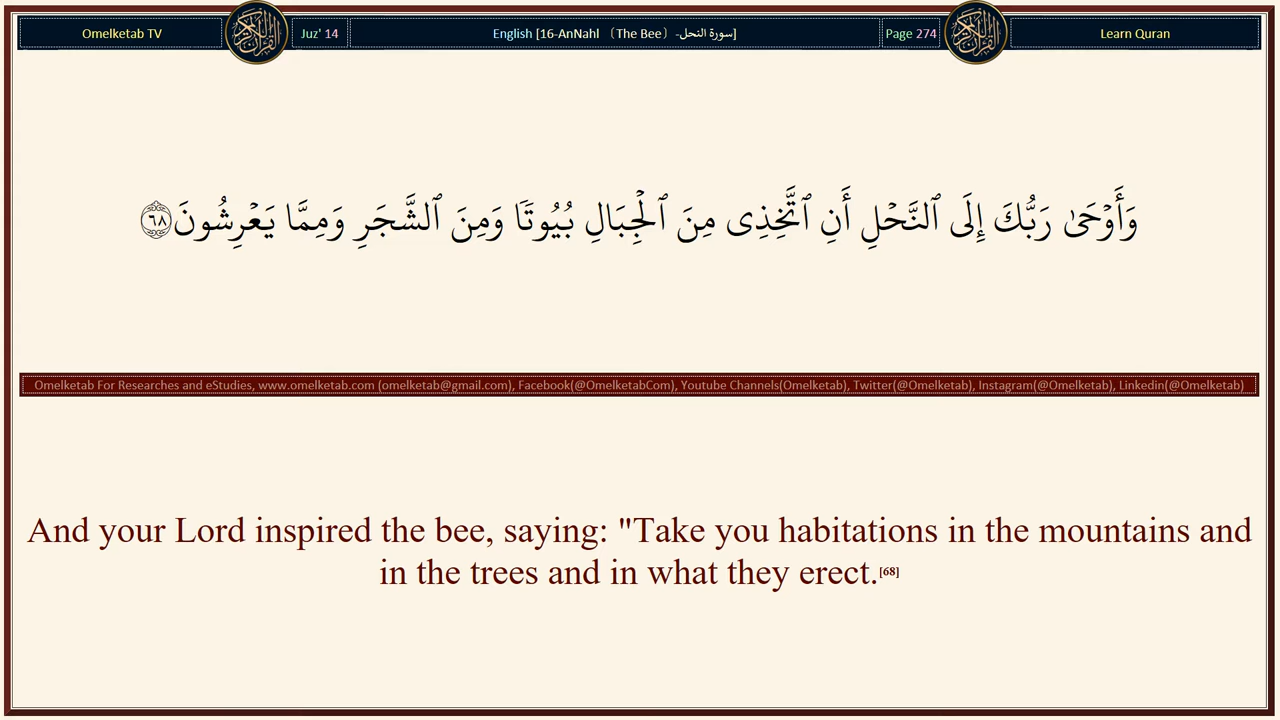 Omelketab TV
Juz' 14
English [16-AnNahl （The Bee）-سورة النحل]
Page 274
Learn Quran
وَأَوۡحَىٰ رَبُّكَ إِلَى ٱلنَّحۡلِ أَنِ ٱتَّخِذِى مِنَ ٱلۡجِبَالِ بُيُوتٗا وَمِنَ ٱلشَّجَرِ وَمِمَّا يَعۡرِشُونَ ٦٨
Omelketab For Researches and eStudies, www.omelketab.com (omelketab@gmail.com), Facebook(@OmelketabCom), Youtube Channels(Omelketab), Twitter(@Omelketab), Instagram(@Omelketab), Linkedin(@Omelketab)
And your Lord inspired the bee, saying: "Take you habitations in the mountains and
in the trees and in what they erect.[68]